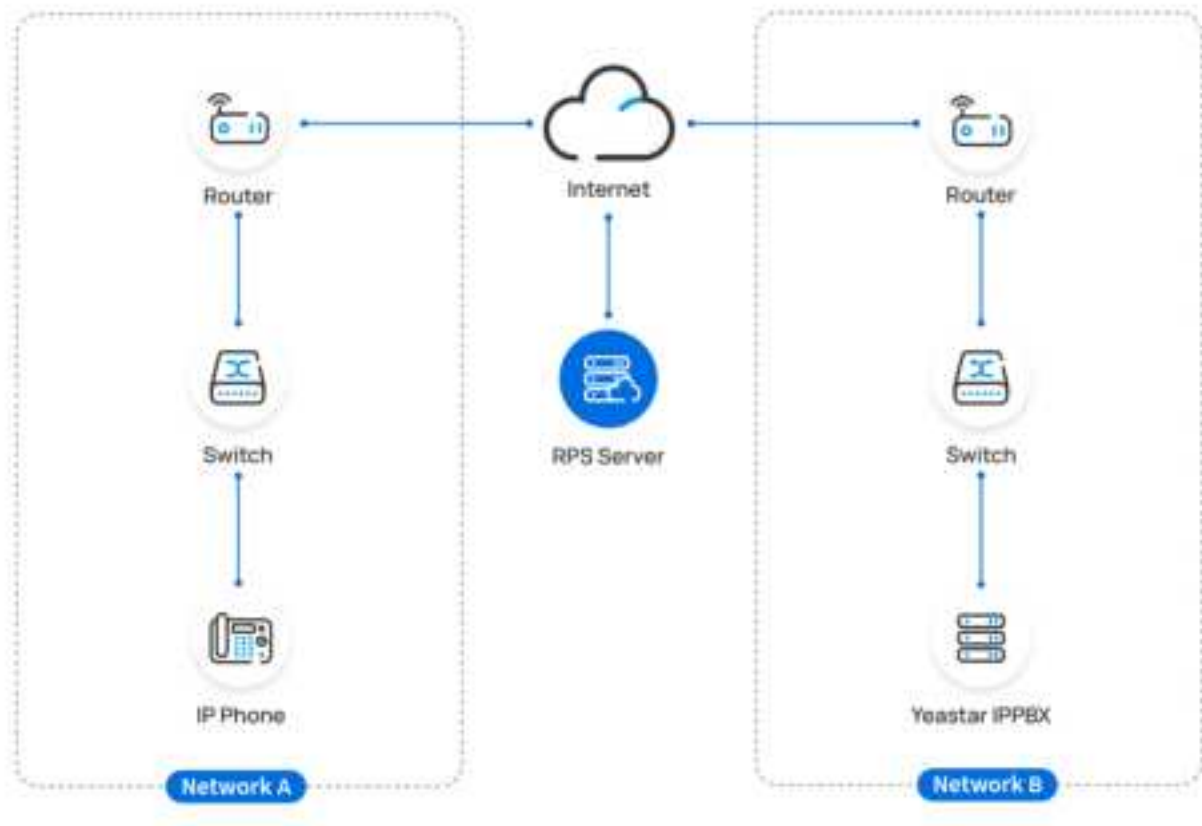 Router
Internet
Router
Switch
RPS Server
Switch
IP Phone
Yeastar IPPBX
Network A
Network B